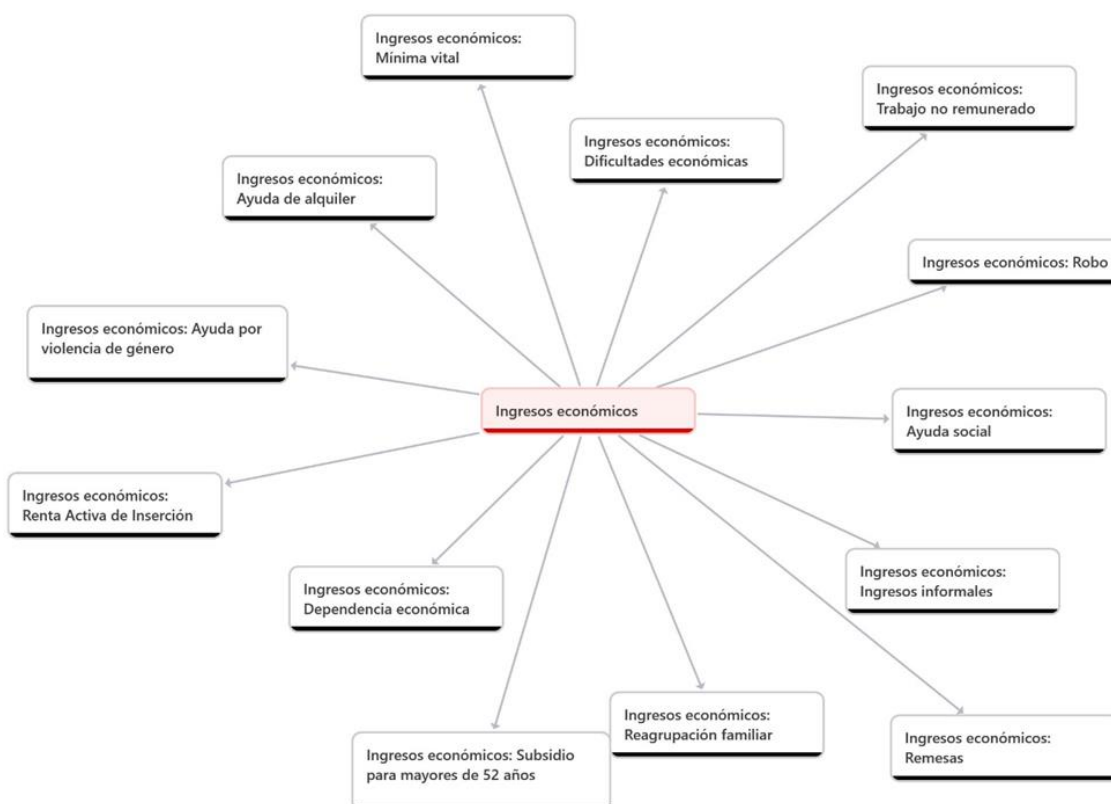 Ingresos económicos:
Mínima vital
Ingresos económicos:
Trabajo no remunerado
Ingresos económicos:
Dificultades económicas
Ingresos económicos:
Ayuda de alquiler
Ingresos económicos: Robo
Ingresos económicos: Ayuda por
violencia de género
Ingresos económicos
Ingresos económicos:
Ayuda social
Ingresos económicos:
Renta Activa de Inserción
Ingresos económicos:
Ingresos informales
Ingresos económicos:
Dependencia económica
Ingresos económicos:
Reagrupación familiar
Ingresos económicos:
Remesas
Ingresos económicos: Subsidio
para mayores de 52 años